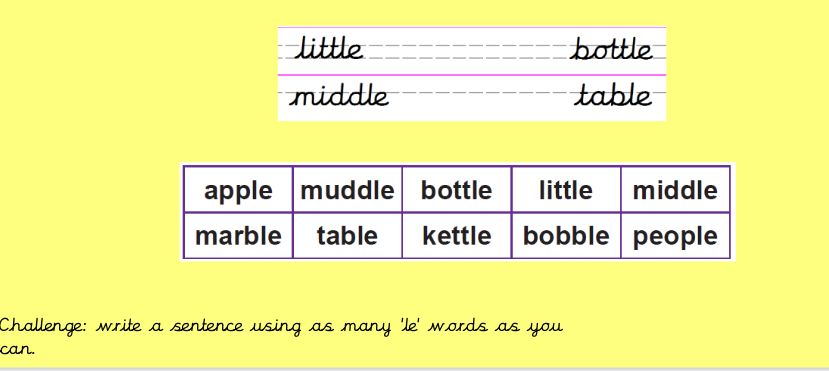 little bottle
middle table
apple muddle bottle little middle
marble table kettle bobble people
Challenge: write a sentence using as many 'le' words as you
can.